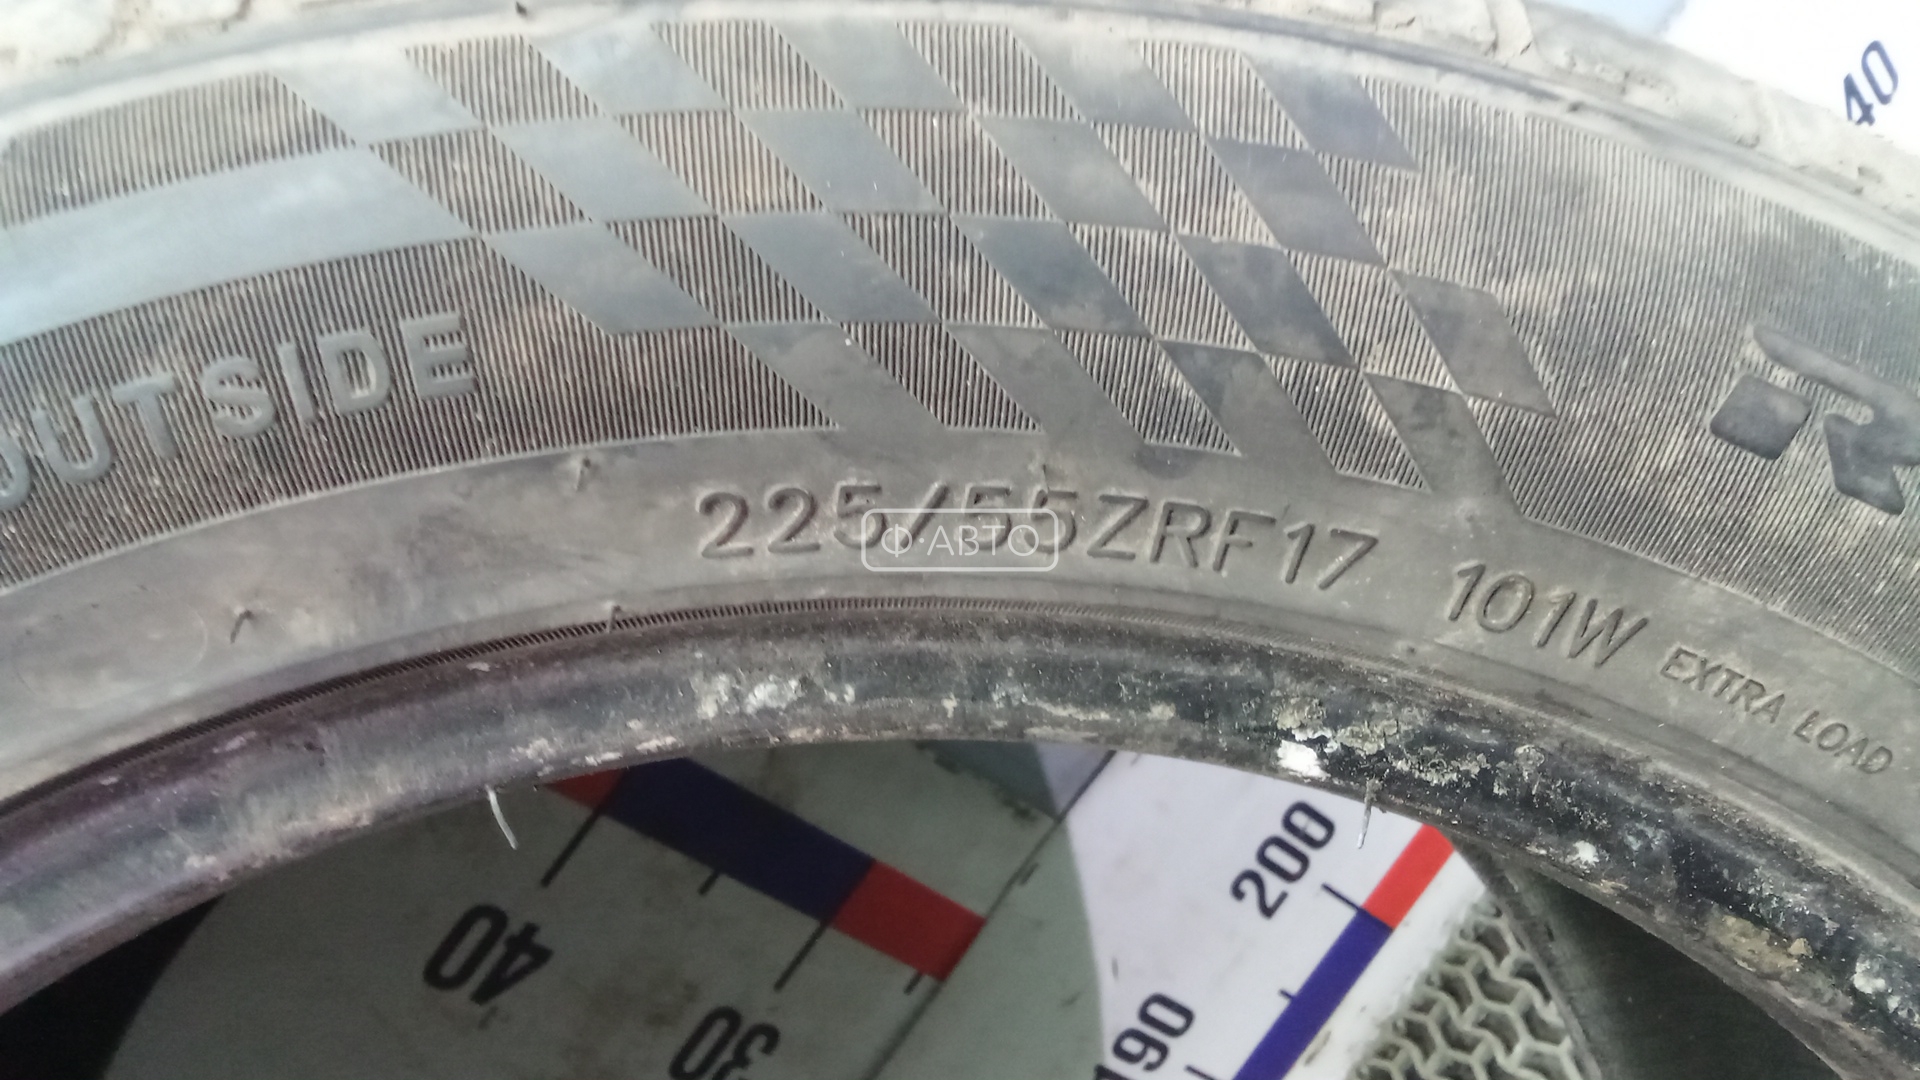 40
OUTSIDE
R
225/55ZRF17 101W EXTRA LOAD
Ф·АВТО
40
30
200
190